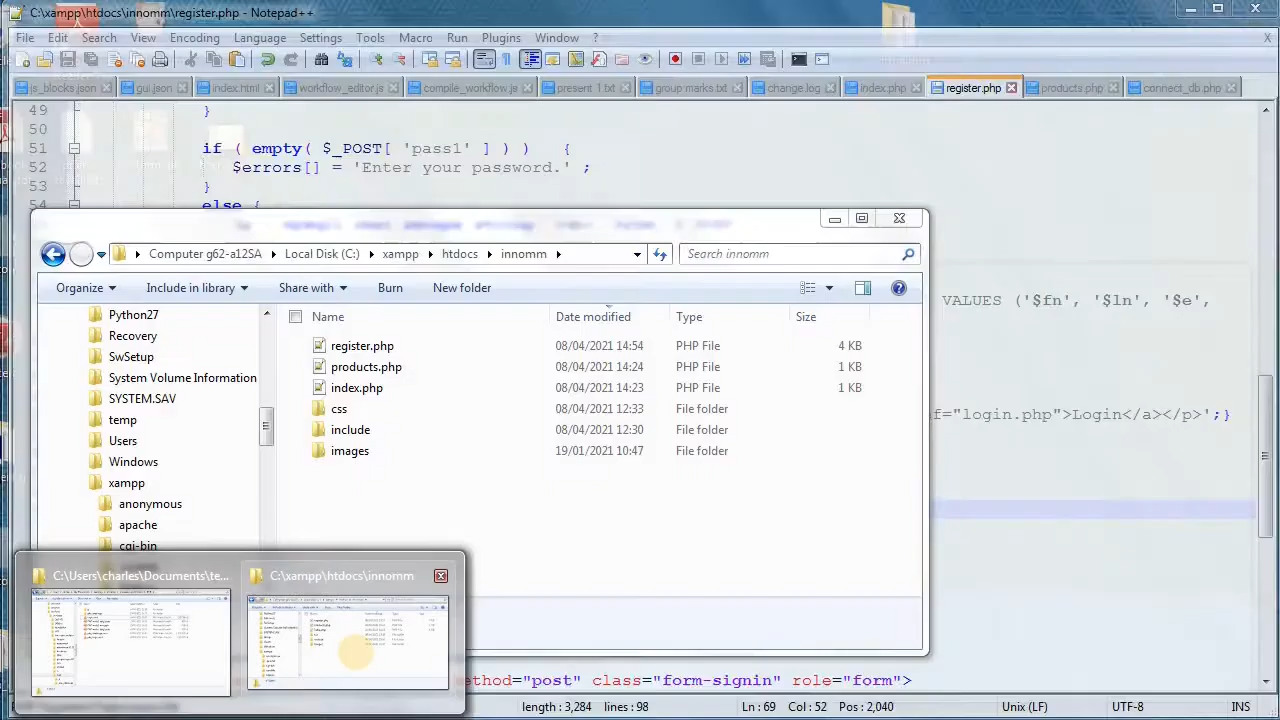 C:\xampp\htdocs\innomm\register.php - Notepad++
File Edit Search View Encoding Language Settings Tools Macro Run Plugins Window ? X
js_blocks.json gui.json index.html work_flow_editor.js present 1.txt change.log index.php register.php products.php connect_db.php
49 }
50
51 if ( empty( $_POST[ 'pass1' ] ) ) {
52 $errors[] = 'Enter your password.' ;
53 }
54 else {
Computer g62-a12SA Local Disk (C:) xampp htdocs innomm Search innomm
Organize Include in library Share with Burn New folder
VALUES ('$fn', '$ln', '$e',
Python27
Recovery
SwSetup
System Volume Information
SYSTEM.SAV
temp
Users
Windows
xampp
anonymous
apache
cgi-bin
Name Date modified Type Size
register.php 08/04/2021 14:54 PHP File 4 KB
products.php 08/04/2021 14:24 PHP File 1 KB
index.php 08/04/2021 14:23 PHP File 1 KB
css 08/04/2021 12:33 File folder
include 08/04/2021 12:30 File folder
images 13/01/2021 10:47 File folder
f="login.php">Login</a></p>';}
C:\Users\charles\Documents\te... C:\xampp\htdocs\innomm
ethod="post" class="form-signin" role="form">
length : 3,284 lines : 98 Ln : 69 Col : 52 Pos : 2,040 Unix (LF) UTF-8 INS